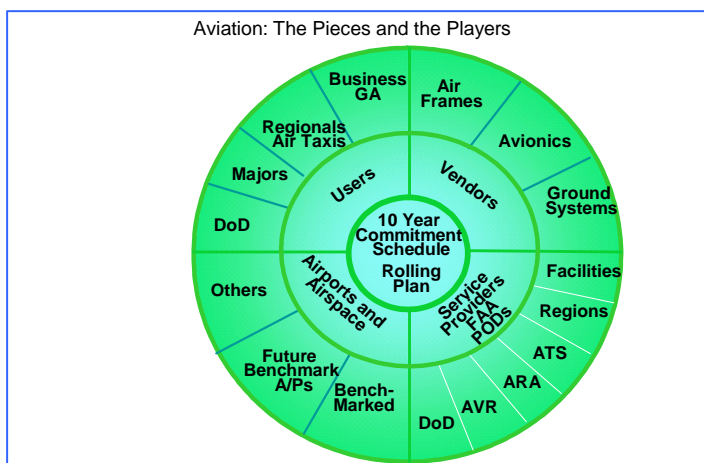 Aviation: The Pieces and the Players
Business
GA
Air
Frames
Regionals
Air Taxis
Avionics
Majors
Users
Vendors
Ground
Systems
DoD
10 Year
Commitment
Schedule
Rolling
Plan
Others
Airports and
Airspace
Service
Providers
FAA
PODs
Facilities
Regions
Future
Benchmark
A/Ps
Bench-
Marked
DoD
AVR
ARA
ATS